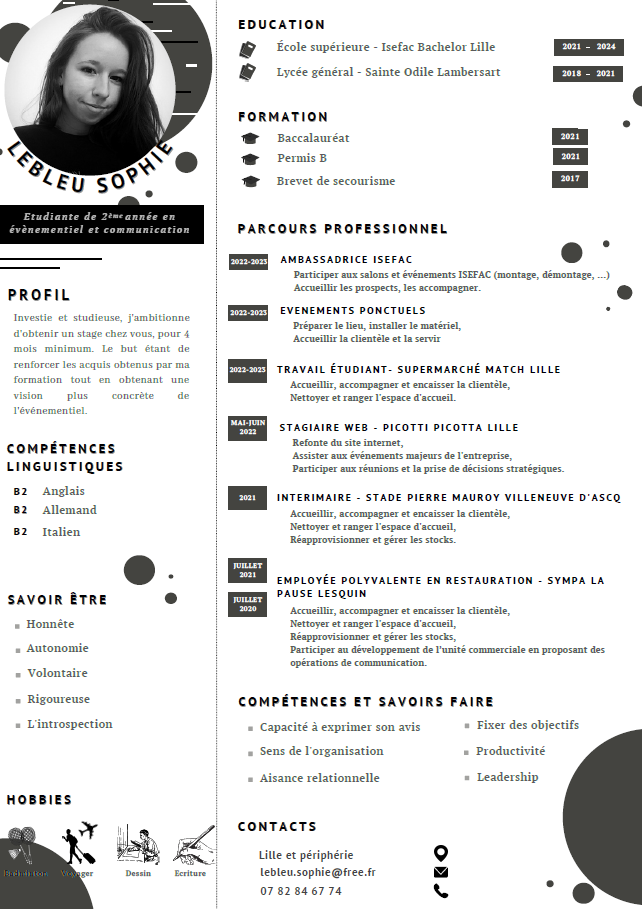 LEBLEU SOPHIE
Etudiante de 2ème année en
évènementiel et communication
PROFIL
Investie et studieuse, j'ambitionne
d'obtenir un stage chez vous, pour 4
mois minimum. Le but étant de
renforcer les acquis obtenus par ma
formation tout en obtenant une
vision plus concrète de
l'événementiel.
COMPÉTENCES
LINGUISTIQUES
B2 Anglais
B2 Allemand
B2 Italien
SAVOIR ÊTRE
Honnête
Autonomie
Volontaire
Rigoureuse
L'introspection
HOBBIES
Badminton Voyager Dessin Ecriture
EDUCATION
École supérieure - Isefac Bachelor Lille 2021 – 2024
Lycée général - Sainte Odile Lambersart 2018 – 2021
FORMATION
Baccalauréat 2021
Permis B 2021
Brevet de secourisme 2017
PARCOURS PROFESSIONNEL
2022-2023 AMBASSADRICE ISEFAC
Participer aux salons et événements ISEFAC (montage, démontage, ...)
Accueillir les prospects, les accompagner.
2022-2023 EVENEMENTS PONCTUELS
Préparer le lieu, installer le matériel,
Accueillir la clientèle et la servir
2022-2023 TRAVAIL ÉTUDIANT- SUPERMARCHÉ MATCH LILLE
Accueillir, accompagner et encaisser la clientèle,
Nettoyer et ranger l'espace d'accueil.
MAI-JUIN
2022
STAGIAIRE WEB - PICOTTI PICOTTA LILLE
Refonte du site internet,
Assister aux événements majeurs de l'entreprise,
Participer aux réunions et la prise de décisions stratégiques.
2021 INTERIMAIRE - STADE PIERRE MAUROY VILLENEUVE D'ASCQ
Accueillir, accompagner et encaisser la clientèle,
Nettoyer et ranger l'espace d'accueil,
Réapprovisionner et gérer les stocks.
JUILLET
2021
JUILLET
2020
EMPLOYÉE POLYVALENTE EN RESTAURATION - SYMPA LA
PAUSE LESQUIN
Accueillir, accompagner et encaisser la clientèle,
Nettoyer et ranger l'espace d'accueil,
Réapprovisionner et gérer les stocks,
Participer au développement de l'unité commerciale en proposant des
opérations de communication.
COMPÉTENCES ET SAVOIRS FAIRE
Capacité à exprimer son avis
Sens de l'organisation
Aisance relationnelle
Fixer des objectifs
Productivité
Leadership
CONTACTS
Lille et périphérie
lebleu.sophie@free.fr
07 82 84 67 74